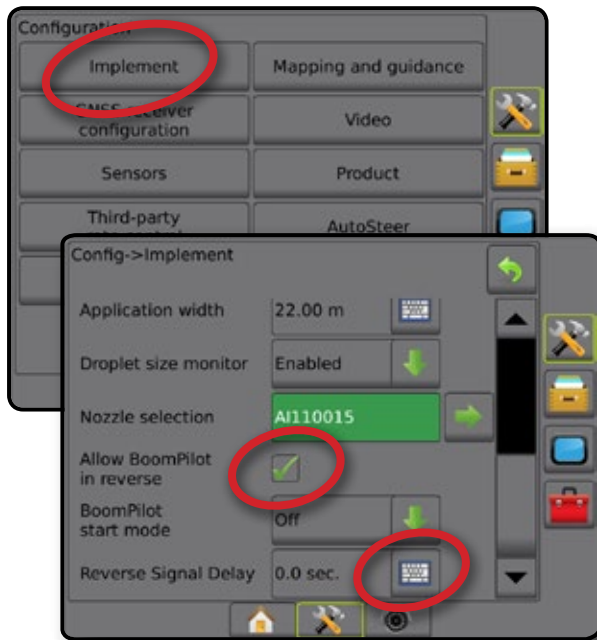 Configuration
Implement
Mapping and guidance
GNSS receiver
configuration
Video
Sensors
Product
Third-party
AutoSteer
Config->Implement
Application width
22.00 m
Droplet size monitor
Enabled
Nozzle selection
AI110015
Allow BoomPilot
in reverse
BoomPilot
start mode
Off
Reverse Signal Delay
0.0 sec.